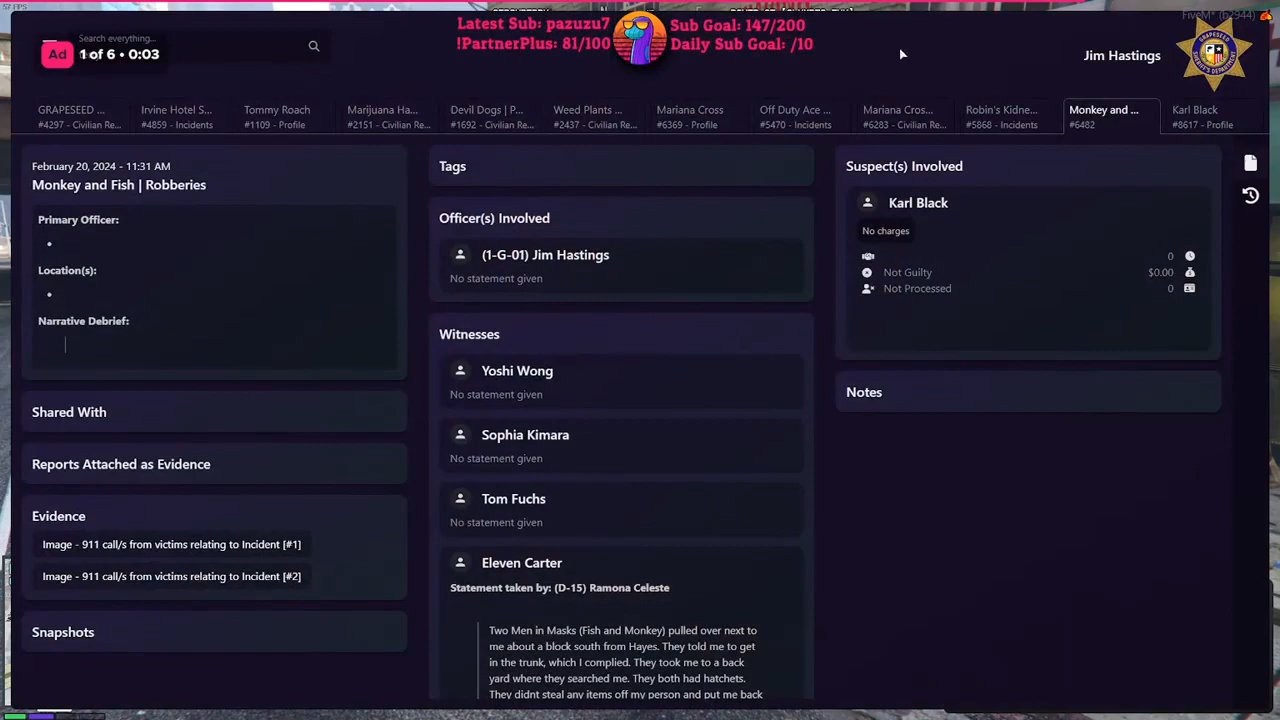 57 FPS
Latest Sub: pazuzu7
!PartnerPlus: 81/100
Sub Goal: 147/200
Daily Sub Goal: /10
FiveM* (b2944)
Search everything...
Ad 1 of 6 • 0:03
Jim Hastings
GRAPESEED ...
#4297 - Civilian Re...
Irvine Hotel S...
#4859 - Incidents
Tommy Roach
#1109 - Profile
Marijuana Ha...
#2151 - Civilian Re...
Devil Dogs | P...
#1692 - Civilian Re...
Weed Plants ...
#2437 - Civilian Re...
Mariana Cross
#6369 - Profile
Off Duty Ace ...
#5470 - Incidents
Mariana Cros...
#6283 - Civilian Re...
Robin's Kidne...
#5868 - Incidents
Monkey and ...
#6482
Karl Black
#8617 - Profile
February 20, 2024 - 11:31 AM
Monkey and Fish | Robberies
Primary Officer:
•
Location(s):
•
Narrative Debrief:
Shared With
Reports Attached as Evidence
Evidence
Image - 911 call/s from victims relating to Incident [#1]
Image - 911 call/s from victims relating to Incident [#2]
Snapshots
Tags
Officer(s) Involved
(1-G-01) Jim Hastings
No statement given
Witnesses
Yoshi Wong
No statement given
Sophia Kimara
No statement given
Tom Fuchs
No statement given
Eleven Carter
Statement taken by: (D-15) Ramona Celeste
Two Men in Masks (Fish and Monkey) pulled over next to
me about a block south from Hayes. They told me to get
in the trunk, which I complied. They took me to a back
yard where they searched me. They both had hatchets.
They didnt steal any items off my person and put me back
Suspect(s) Involved
Karl Black
No charges
0
Not Guilty
$0.00
Not Processed
0
Notes